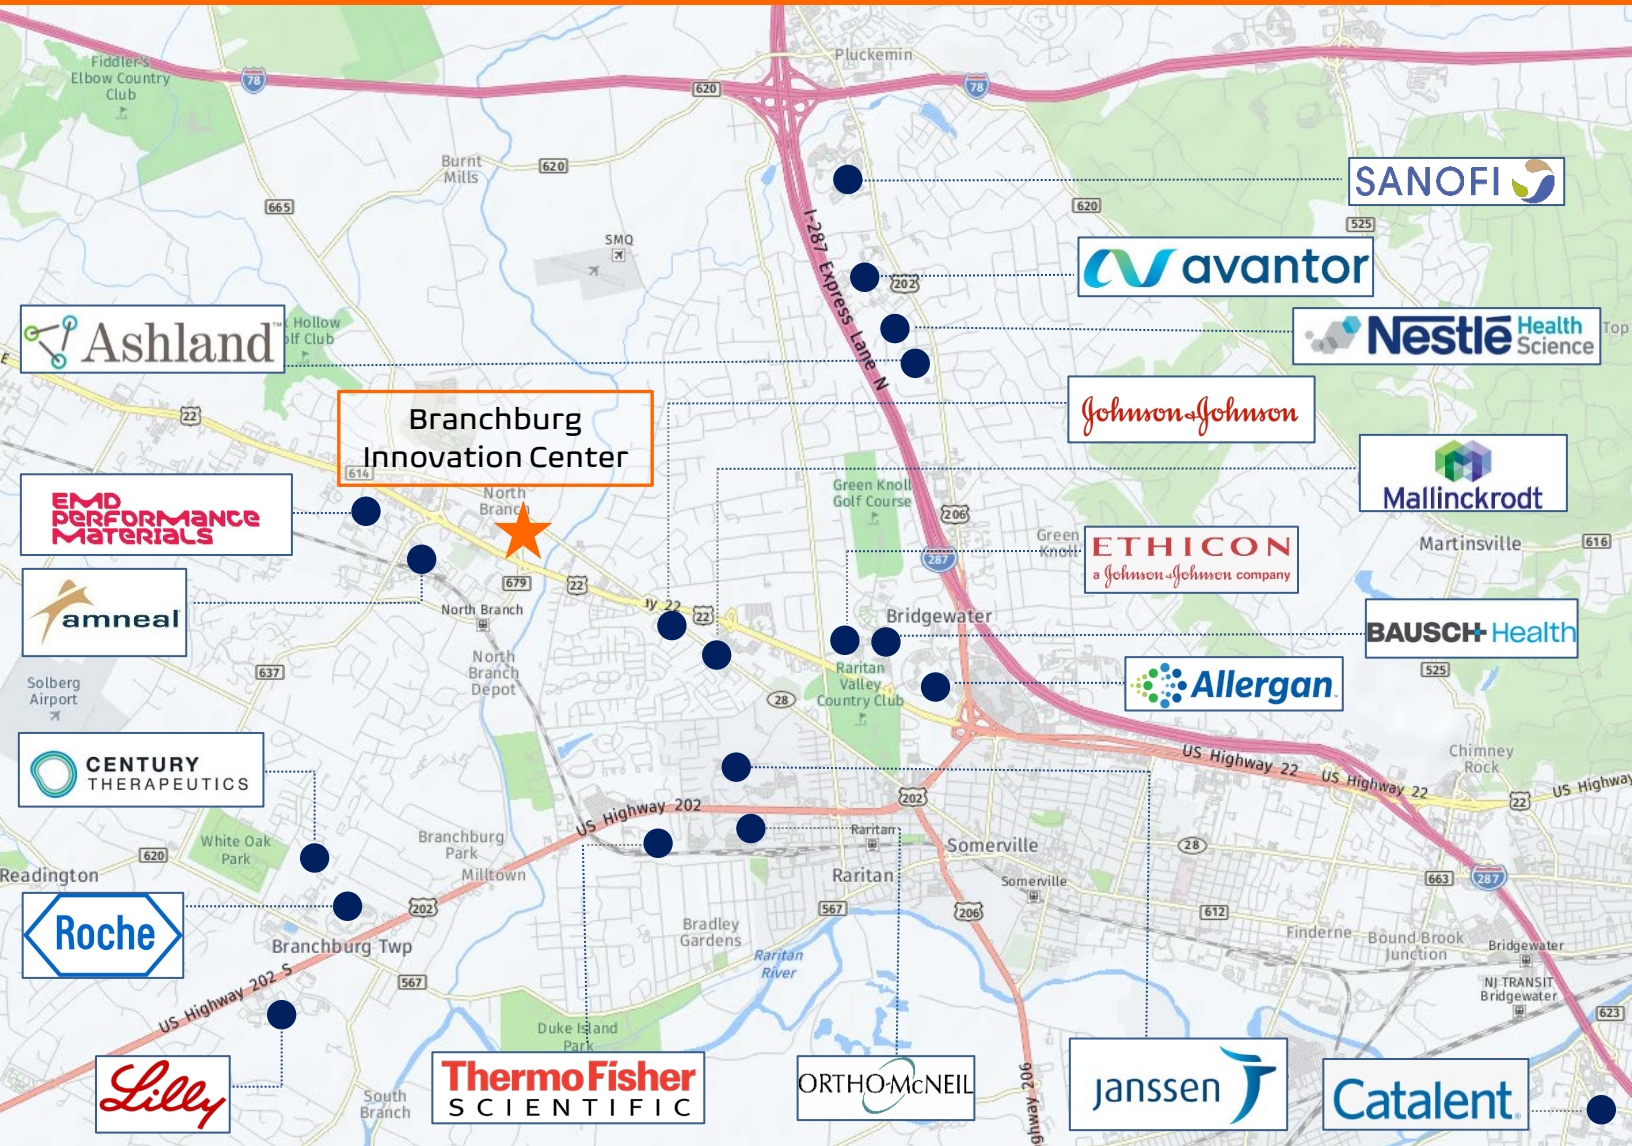 Fiddler's
Elbow Country
Club
78
620
Pluckemin
78
Burnt
Mills
620
665
SMQ
620
525
SANOFI
I-287 Express Lane N
202
avantor
Ashland™
Hollow
olf Club
Nestlé Health Science
Top
22
Branchburg
Innovation Center
Johnson&Johnson
614
North
Branch
Green Knoll
Golf Course
Mallinckrodt
EMD
PERFORMANCE
MATERIALS
206
Green
Knoll
ETHICON
a Johnson&Johnson company
Martinsville
616
287
amneal
679
22
North Branch
22
Bridgewater
BAUSCH+Health
North
Branch
Depot
637
Solberg
Airport
Raritan
Valley
Country Club
28
Allergan
525
CENTURY
THERAPEUTICS
US Highway 22
US Highway 22
Chimney
Rock
22
US Highway
US Highway 202
202
White Oak
Park
620
Branchburg
Park
Milltown
Raritan
Somerville
28
Readington
Raritan
Somerville
663
287
Roche
202
567
206
612
Bradley
Gardens
Branchburg Twp
Raritan
River
Finderne
Bound Brook
Junction
Bridgewater
567
NJ TRANSIT
Bridgewater
US Highway 202 S
623
Duke Island
Park
Lilly
South
Branch
ThermoFisher
SCIENTIFIC
ORTHO-McNEIL
ghway 206
janssen
Catalent